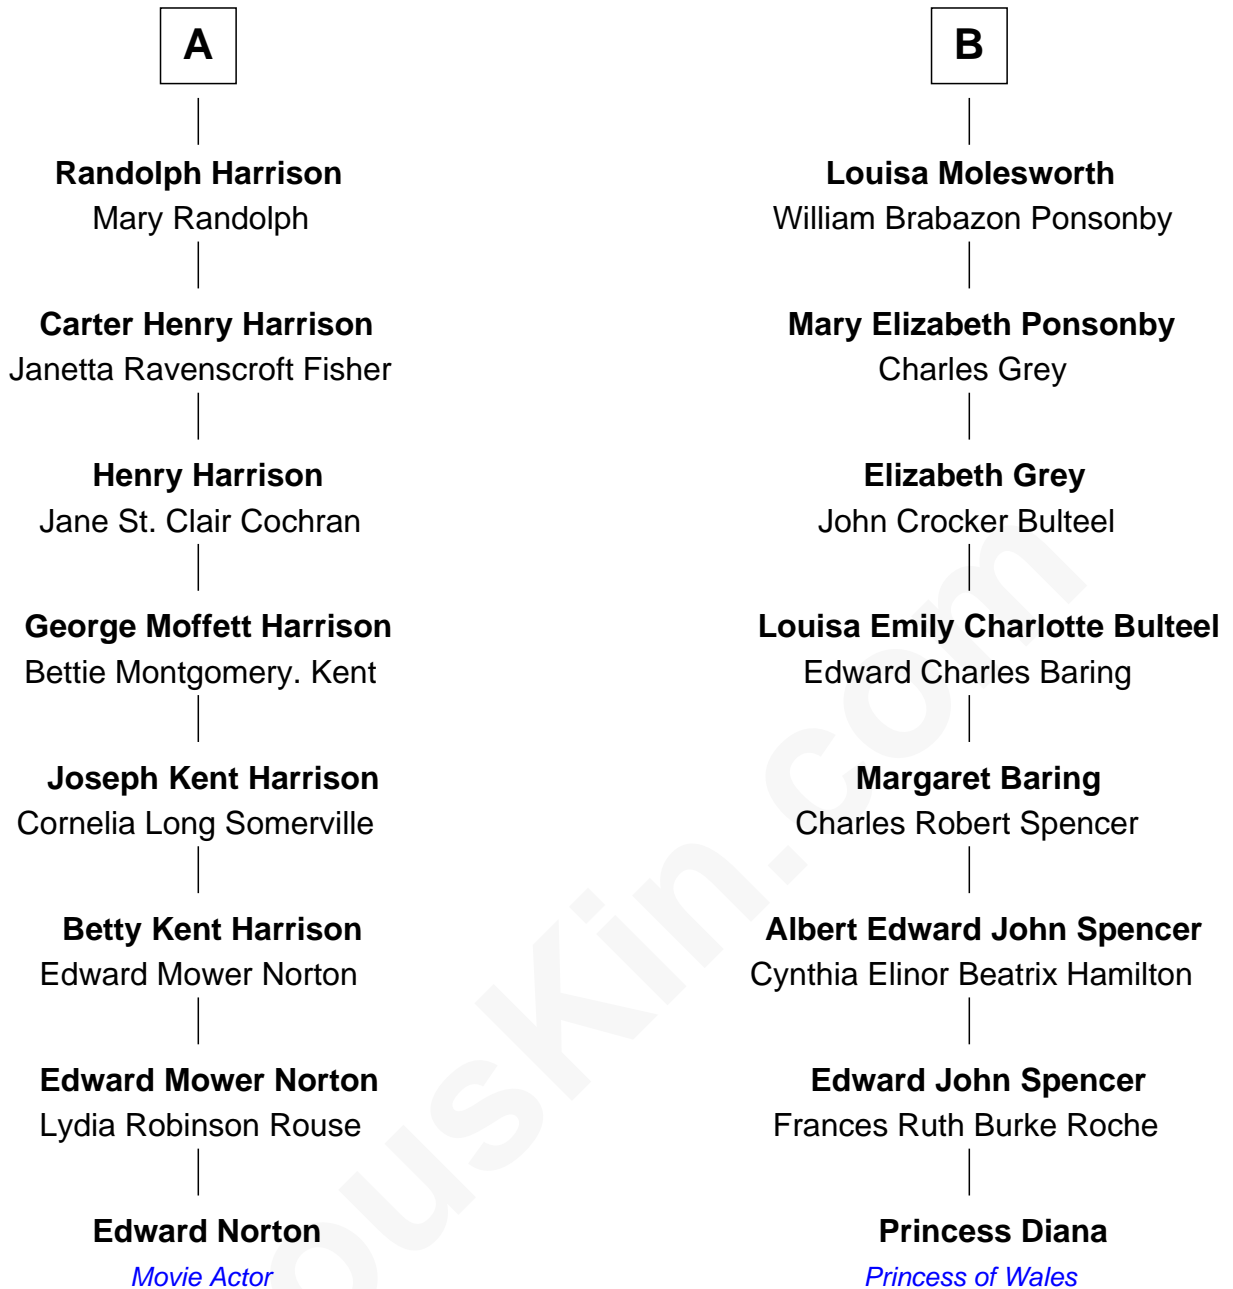 A
Randolph Harrison
Mary Randolph
Carter Henry Harrison
Janetta Ravenscroft Fisher
Henry Harrison
Jane St. Clair Cochran
George Moffett Harrison
Bettie Montgomery. Kent
Joseph Kent Harrison
Cornelia Long Somerville
Betty Kent Harrison
Edward Mower Norton
Edward Mower Norton
Lydia Robinson Rouse
Edward Norton
Movie Actor
B
Louisa Molesworth
William Brabazon Ponsonby
Mary Elizabeth Ponsonby
Charles Grey
Elizabeth Grey
John Crocker Bulteel
Louisa Emily Charlotte Bulteel
Edward Charles Baring
Margaret Baring
Charles Robert Spencer
Albert Edward John Spencer
Cynthia Elinor Beatrix Hamilton
Edward John Spencer
Frances Ruth Burke Roche
Princess Diana
Princess of Wales
ousKin.com